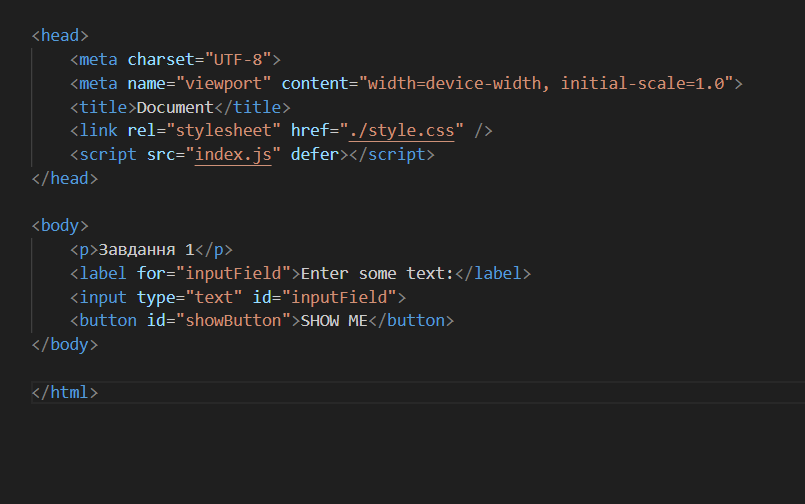 <head>
    <meta charset="UTF-8">
    <meta name="viewport" content="width=device-width, initial-scale=1.0">
    <title>Document</title>
    <link rel="stylesheet" href="./style.css" />
    <script src="index.js" defer></script>
</head>

<body>
    <p>Завдання 1</p>
    <label for="inputField">Enter some text:</label>
    <input type="text" id="inputField">
    <button id="showButton">SHOW ME</button>
</body>

</html>